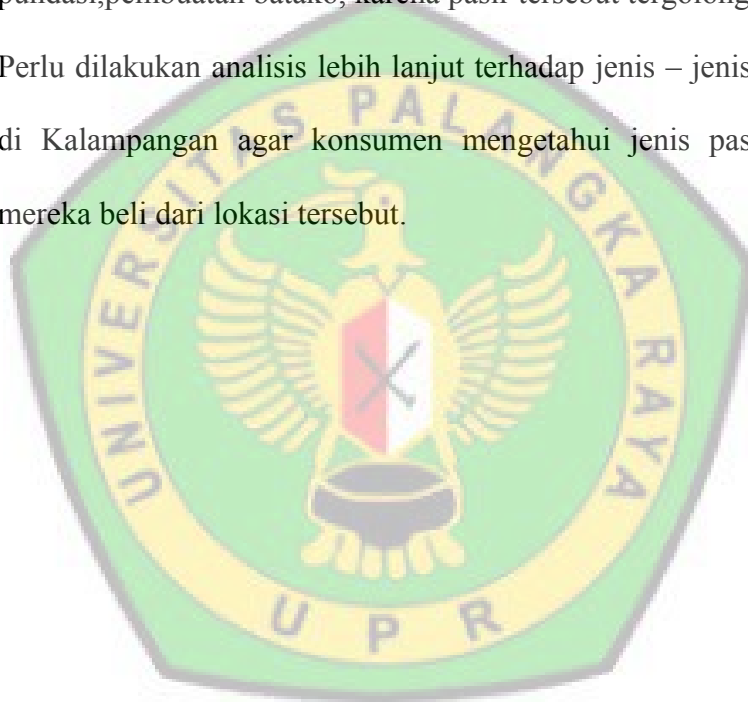 pundasi,pembuatan batako, karena pasir tersebut tergolong
Perlu dilakukan analisis lebih lanjut terhadap jenis – jenis
di Kalampangan agar konsumen mengetahui jenis pas
mereka beli dari lokasi tersebut.
UNIVERSITAS PALANGKA RAYA
UPR